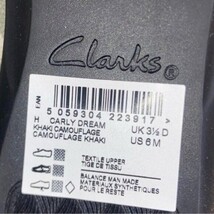 Clarks®
5 059304 223917 >
H CARLY DREAM
KHAKI CAMOUFLAGE UK 3½ D
CAMOUFLAGE KHAKI US 6 M
TEXTILE UPPER
TIGE DE TISSU
BALANCE MAN MADE
MATERIAUX SYNTHÉTIQUES
POUR LE RESTE